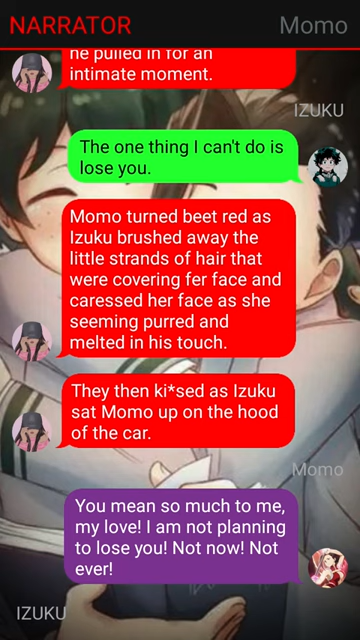 NARRATOR Momo
he pulled in for an
intimate moment.
IZUKU
The one thing I can't do is
lose you.
Momo turned beet red as
Izuku brushed away the
little strands of hair that
were covering fer face and
caressed her face as she
seeming purred and
melted in his touch.
They then ki*sed as Izuku
sat Momo up on the hood
of the car.
Momo
You mean so much to me,
my love! I am not planning
to lose you! Not now! Not
ever!
IZUKU